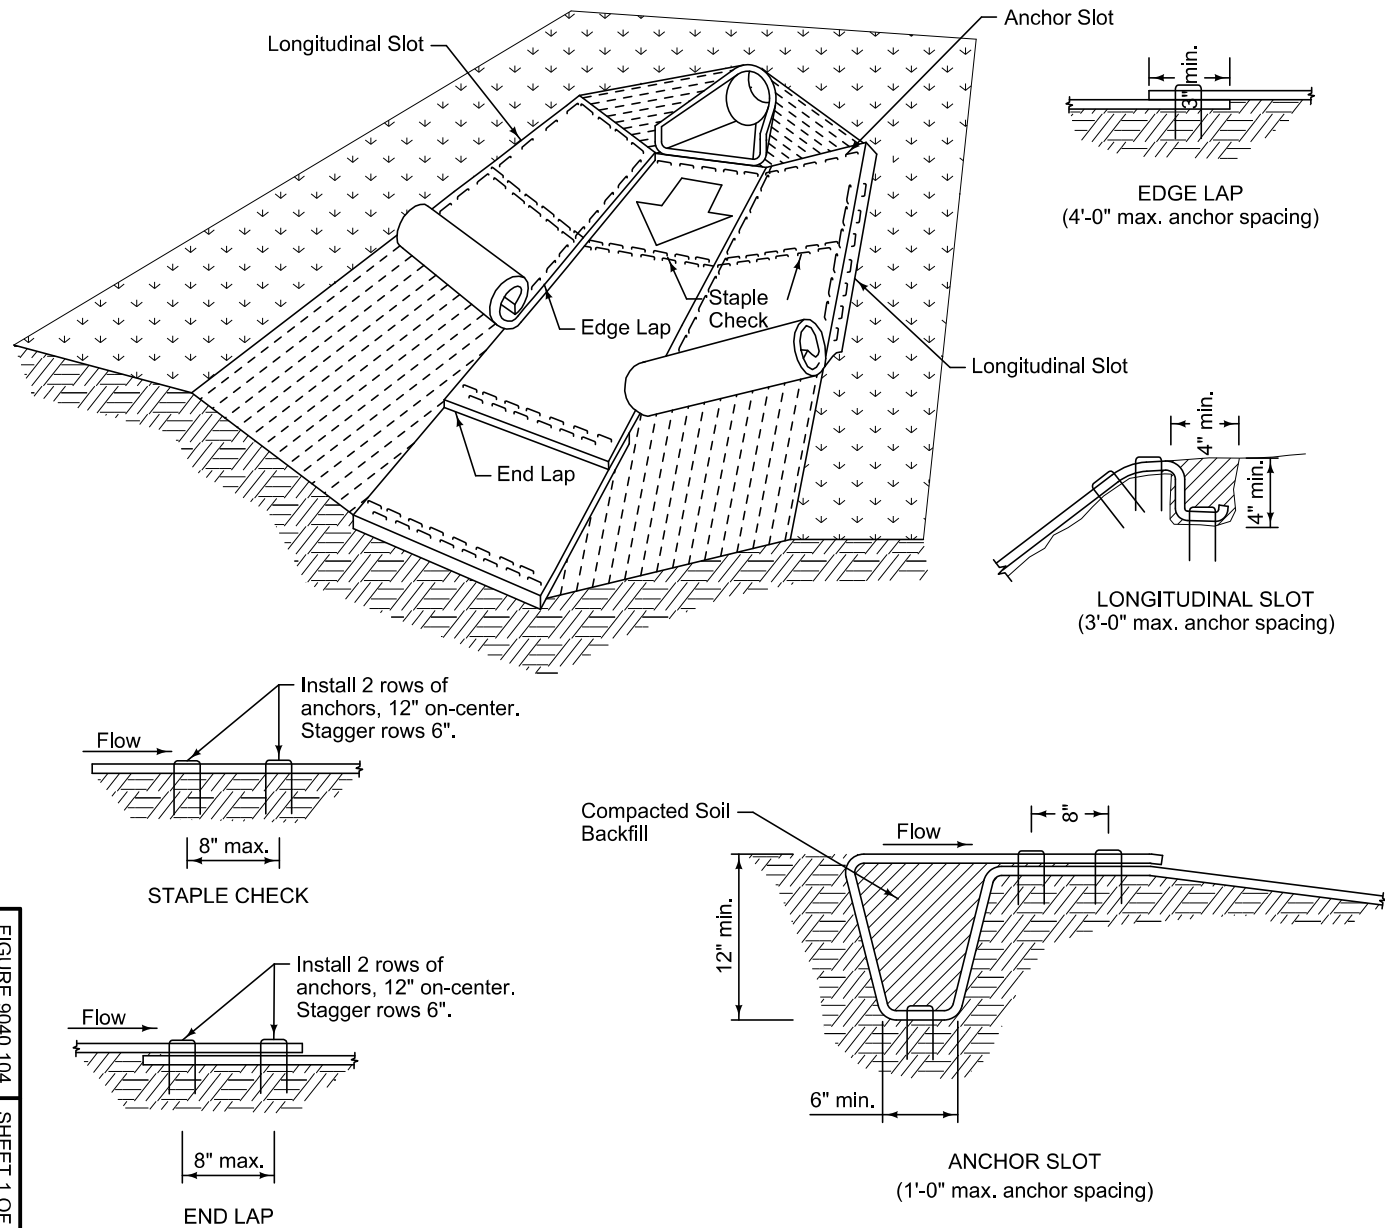 Longitudinal Slot
Anchor Slot
3" min.
EDGE LAP
(4'-0" max. anchor spacing)
Staple
Check
Edge Lap
Longitudinal Slot
End Lap
4" min.
4" min.
LONGITUDINAL SLOT
(3'-0" max. anchor spacing)
Install 2 rows of
anchors, 12" on-center.
Stagger rows 6".
Flow
8" max.
STAPLE CHECK
Compacted Soil
Backfill
Flow
8"
12" min.
6" min.
ANCHOR SLOT
(1'-0" max. anchor spacing)
Install 2 rows of
anchors, 12" on-center.
Stagger rows 6".
Flow
8" max.
END LAP
FIGURE 9040.104
SHEET 1 OF